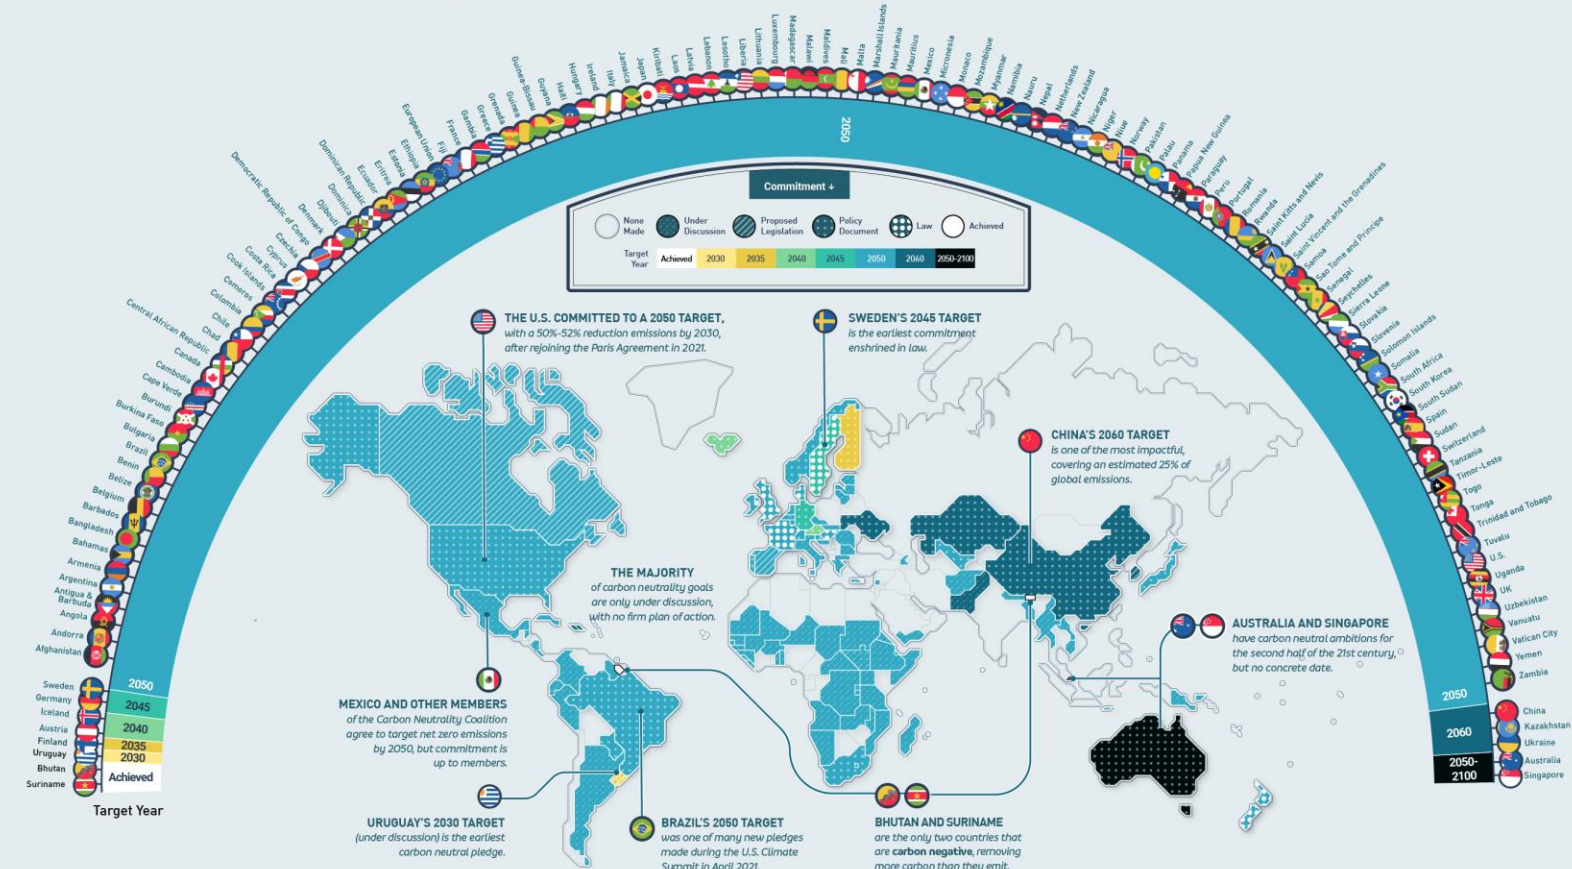 Suriname
Bhutan
Uruguay
Finland
Austria
Iceland
Germany
Sweden
Afghanistan
Andorra
Angola
Antigua &
Barbuda
Argentina
Armenia
Bahamas
Bangladesh
Barbados
Belgium
Belize
Benin
Brazil
Bulgaria
Burkina Faso
Burundi
Cape Verde
Cambodia
Canada
Central African Republic
Chad
Chile
Colombia
Comoros
Cook Islands
Costa Rica
Cyprus
Czechia
Democratic Republic of Congo
Denmark
Djibouti
Dominica
Dominican Republic
Ecuador
Eritrea
Estonia
Ethiopia
European Union
Fiji
France
Gambia
Greece
Grenada
Guinea
Guinea-Bissau
Guyana
Haiti
Hungary
Ireland
Italy
Jamaica
Japan
Kiribati
Laos
Latvia
Lebanon
Lesotho
Liberia
Lithuania
Luxembourg
Madagascar
Malawi
Maldives
Mali
Malta
Marshall Islands
Mauritania
Mauritius
Mexico
Micronesia
Monaco
Mozambique
Myanmar
Namibia
Nauru
Nepal
Netherlands
New Zealand
Nicaragua
Niger
Niue
Norway
Pakistan
Palau
Panama
Papua New Guinea
Paraguay
Peru
Portugal
Romania
Rwanda
Saint Kitts and Nevis
Saint Lucia
Saint Vincent and the Grenadines
Samoa
Sao Tome and Principe
Senegal
Seychelles
Sierra Leone
Slovakia
Slovenia
Solomon Islands
Somalia
South Africa
South Korea
South Sudan
Spain
Sudan
Switzerland
Tanzania
Timor-Leste
Togo
Tonga
Trinidad and Tobago
Tuvalu
U.S.
Uganda
UK
Uzbekistan
Vanuatu
Vatican City
Yemen
Zambia
China
Kazakhstan
Ukraine
Australia
Singapore
2050
Commitment ↓
None
Made
Under
Discussion
Proposed
Legislation
Policy
Document
Law
Achieved
Target
Year
Achieved 2030 2035 2040 2045 2050 2060 2050-2100
THE U.S. COMMITTED TO A 2050 TARGET,
with a 50%-52% reduction emissions by 2030,
after rejoining the Paris Agreement in 2021.
SWEDEN'S 2045 TARGET
is the earliest commitment
enshrined in law.
CHINA'S 2060 TARGET
is one of the most impactful,
covering an estimated 25% of
global emissions.
THE MAJORITY
of carbon neutrality goals
are only under discussion,
with no firm plan of action.
AUSTRALIA AND SINGAPORE
have carbon neutral ambitions for
the second half of the 21st century,
but no concrete date.
MEXICO AND OTHER MEMBERS
of the Carbon Neutrality Coalition
agree to target net zero emissions
by 2050, but commitment is
up to members.
URUGUAY'S 2030 TARGET
(under discussion) is the earliest
carbon neutral pledge.
BRAZIL'S 2050 TARGET
was one of many new pledges
made during the U.S. Climate
Summit in April 2021.
BHUTAN AND SURINAME
are the only two countries that
are carbon negative, removing
more carbon than they emit.
2050
2045
2040
2035
2030
Achieved
Target Year
2050
2060
2050-
2100